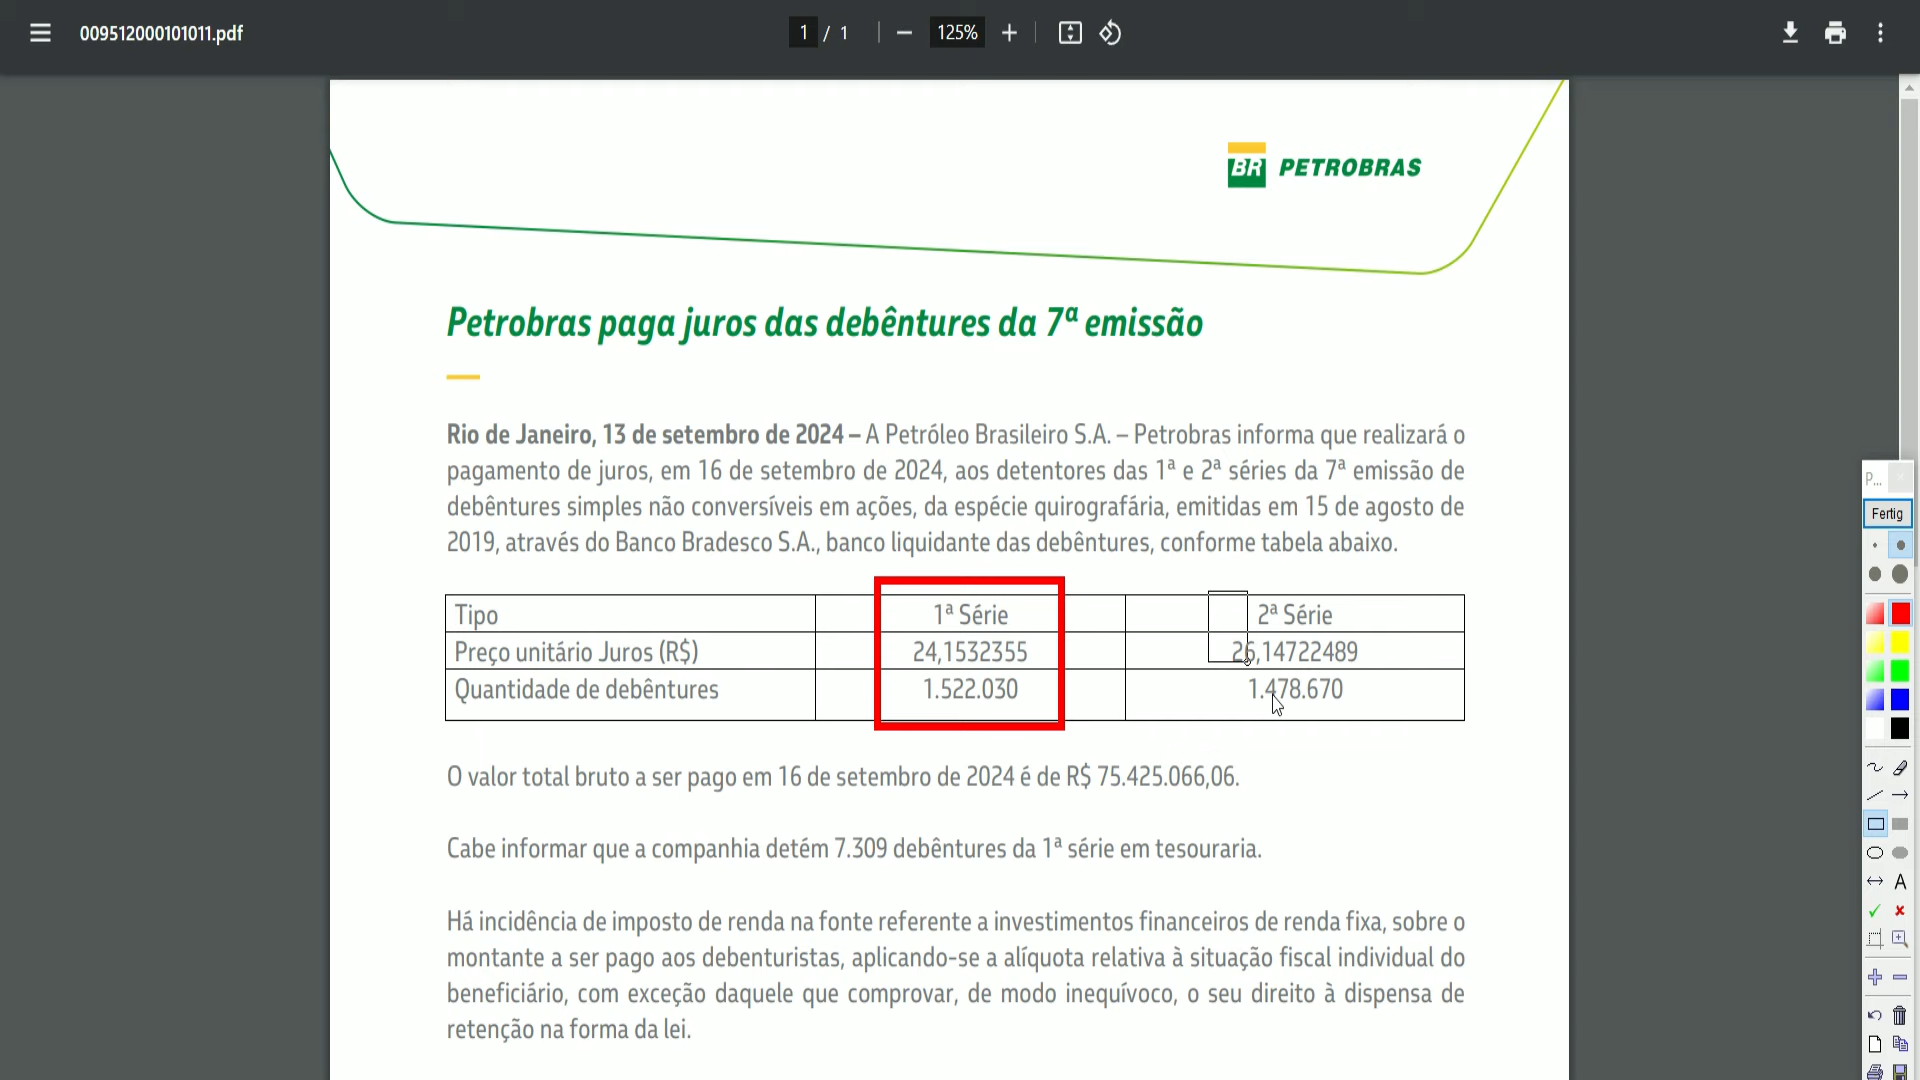 009512000101011.pdf
1 / 1
125%
BR PETROBRAS
Petrobras paga juros das debêntures da 7ª emissão
Rio de Janeiro, 13 de setembro de 2024 – A Petróleo Brasileiro S.A. – Petrobras informa que realizará o
pagamento de juros, em 16 de setembro de 2024, aos detentores das 1ª e 2ª séries da 7ª emissão de
debêntures simples não conversíveis em ações, da espécie quirografária, emitidas em 15 de agosto de
2019, através do Banco Bradesco S.A., banco liquidante das debêntures, conforme tabela abaixo.
Tipo 1ª Série 2ª Série
Preço unitário Juros (R$) 24,1532355 26,14722489
Quantidade de debêntures 1.522.030 1.478.670
O valor total bruto a ser pago em 16 de setembro de 2024 é de R$ 75.425.066,06.
Cabe informar que a companhia detém 7.309 debêntures da 1ª série em tesouraria.
Há incidência de imposto de renda na fonte referente a investimentos financeiros de renda fixa, sobre o
montante a ser pago aos debenturistas, aplicando-se a alíquota relativa à situação fiscal individual do
beneficiário, com exceção daquele que comprovar, de modo inequívoco, o seu direito à dispensa de
retenção na forma da lei.
P...
Fertig
A